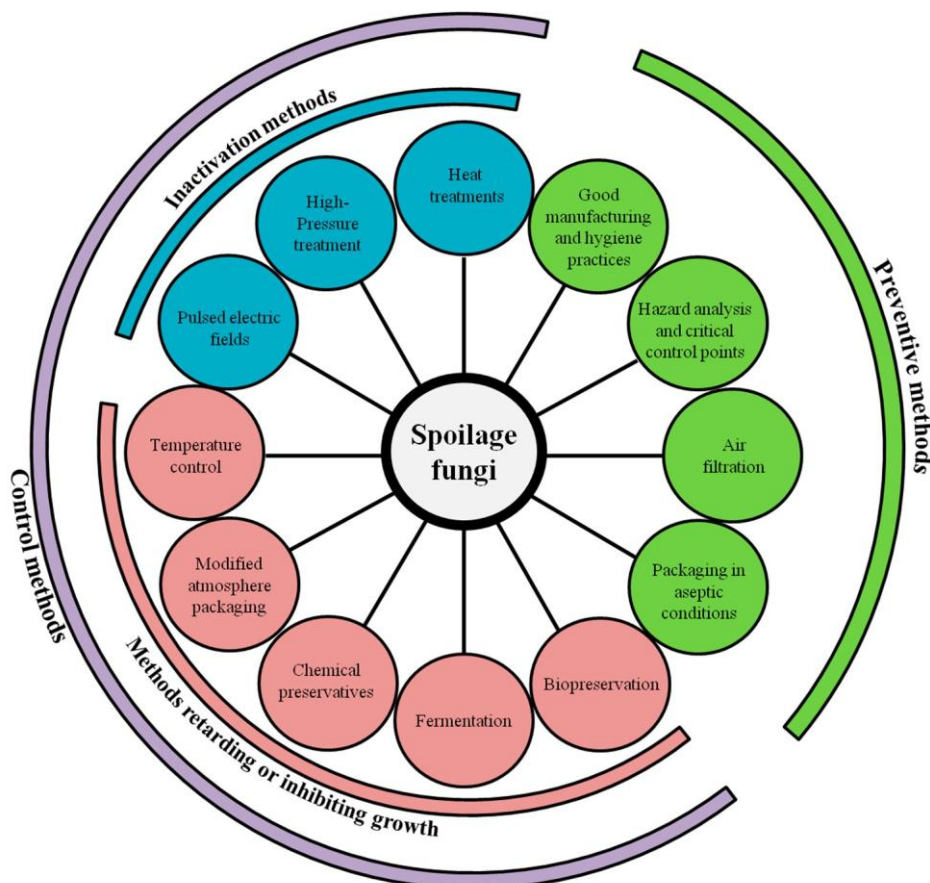 Inactivation methods
Heat
treatments
High-
Pressure
treatment
Good
manufacturing
and hygiene
practices
Pulsed electric
fields
Hazard analysis
and critical
control points
Preventive methods
Spoilage
fungi
Temperature
control
Air
filtration
Control methods
Modified
atmosphere
packaging
Packaging in
aseptic
conditions
Chemical
preservatives
Fermentation
Biopreservation
Methods retarding or inhibiting growth